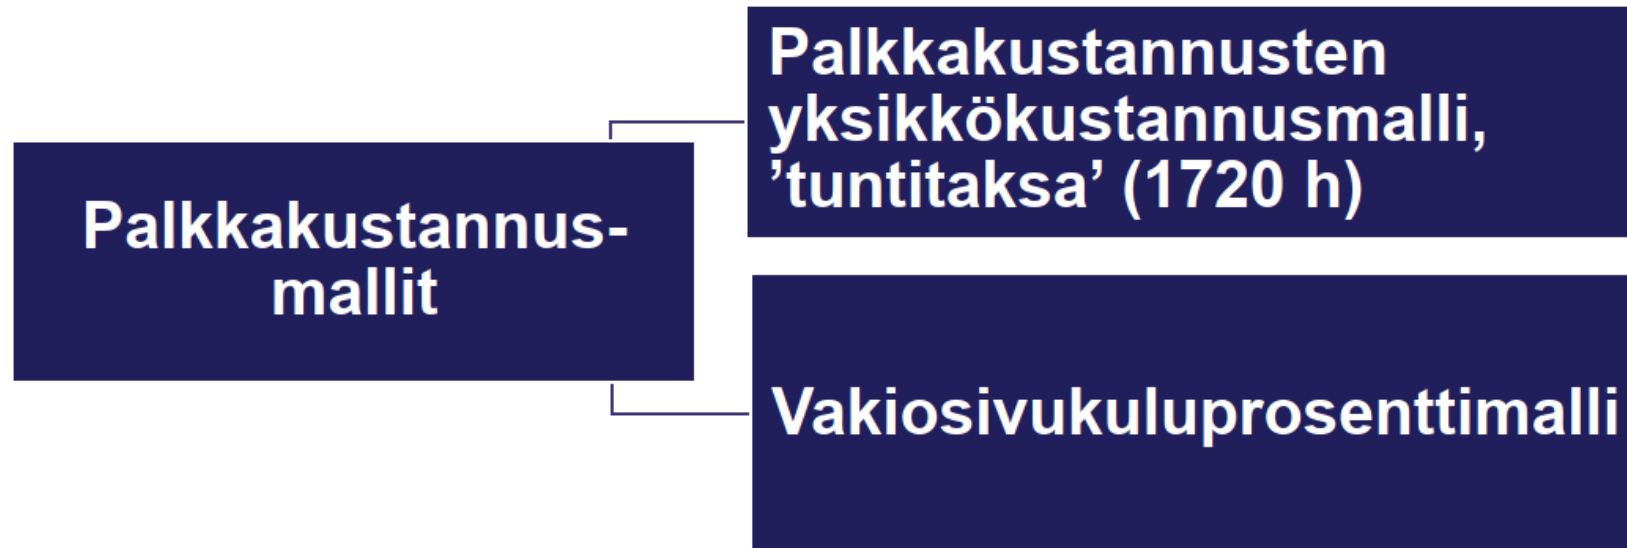 Palkkakustannusten
yksikkökustannusmalli,
’tuntitaksa’ (1720 h)
Palkkakustannus-
mallit
Vakiosivukuluprosenttimalli